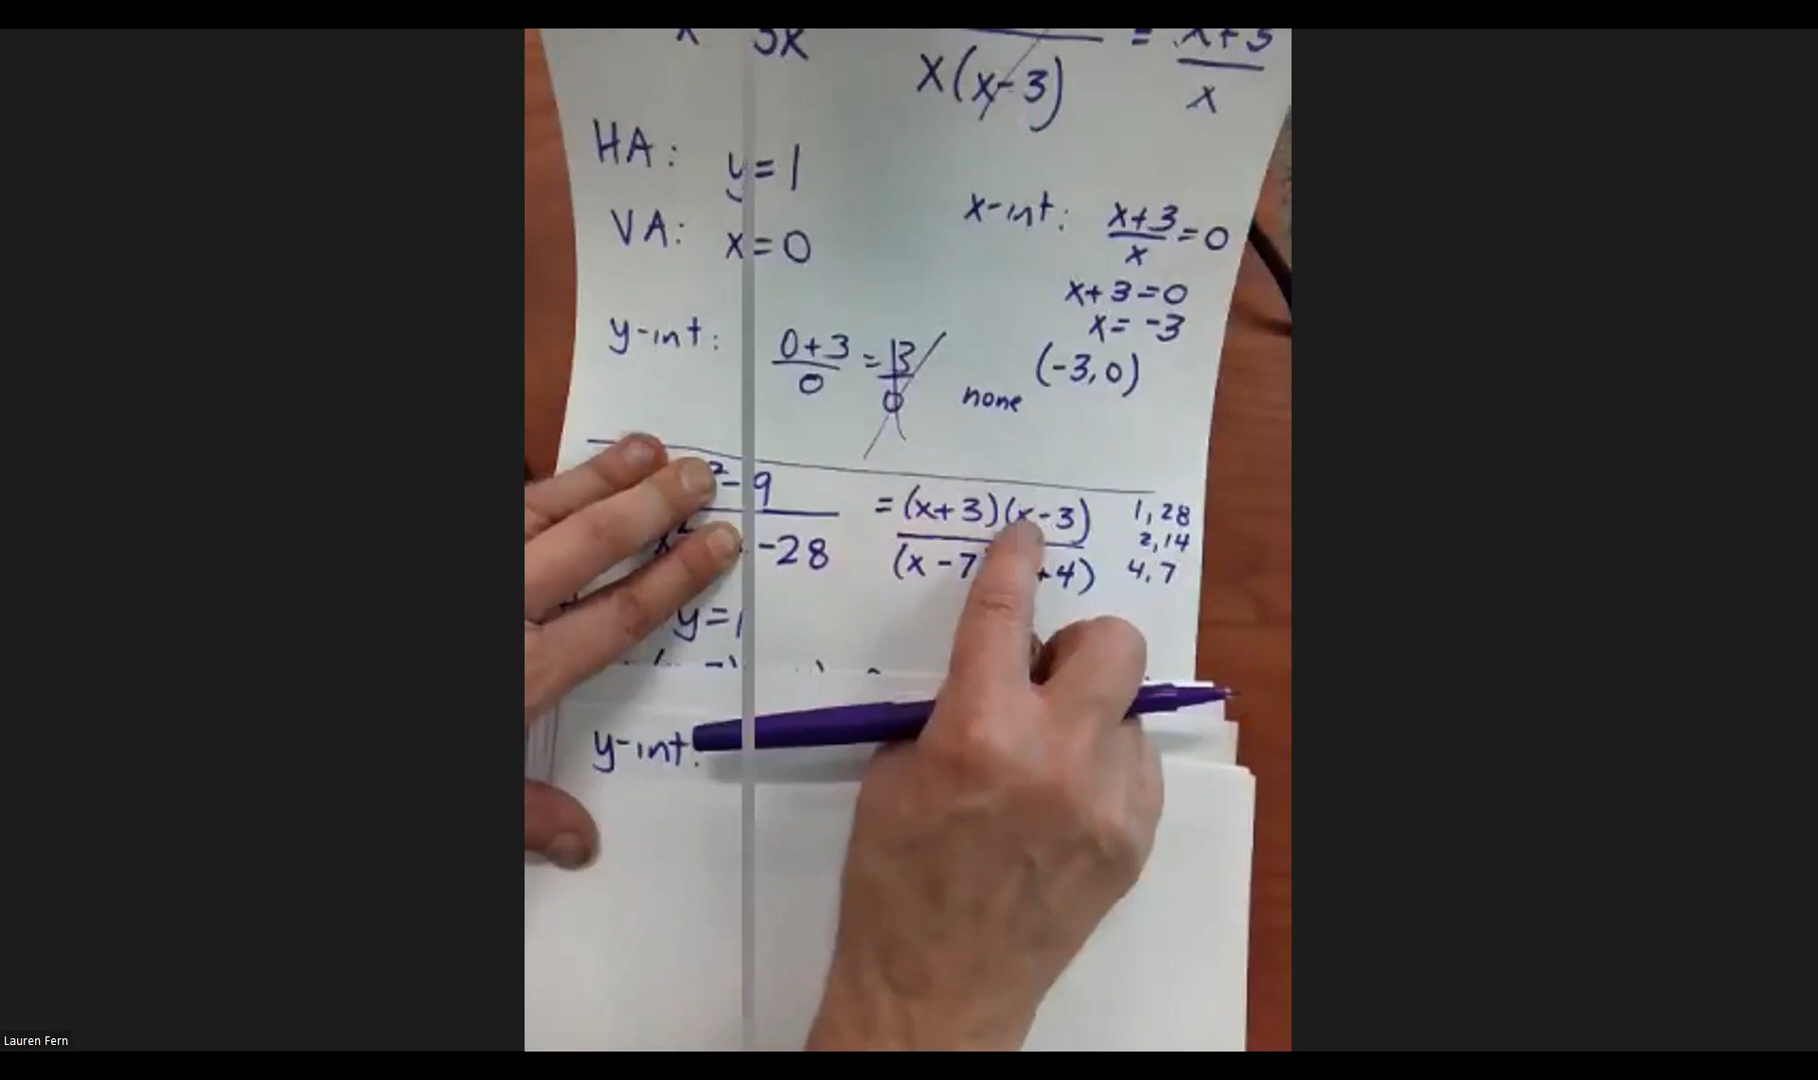 x 3x
x(x-3) = x+3
x
HA: y=1
VA: x=0
x-int: x+3/x = 0
x+3=0
x= -3
(-3,0)
y-int: 0+3/0 = 3/0 none
²-9 = (x+3)(x-3) 1,28
2,14
x² -28 (x-7 +4) 4,7
y=1
y-int:
Lauren Fern